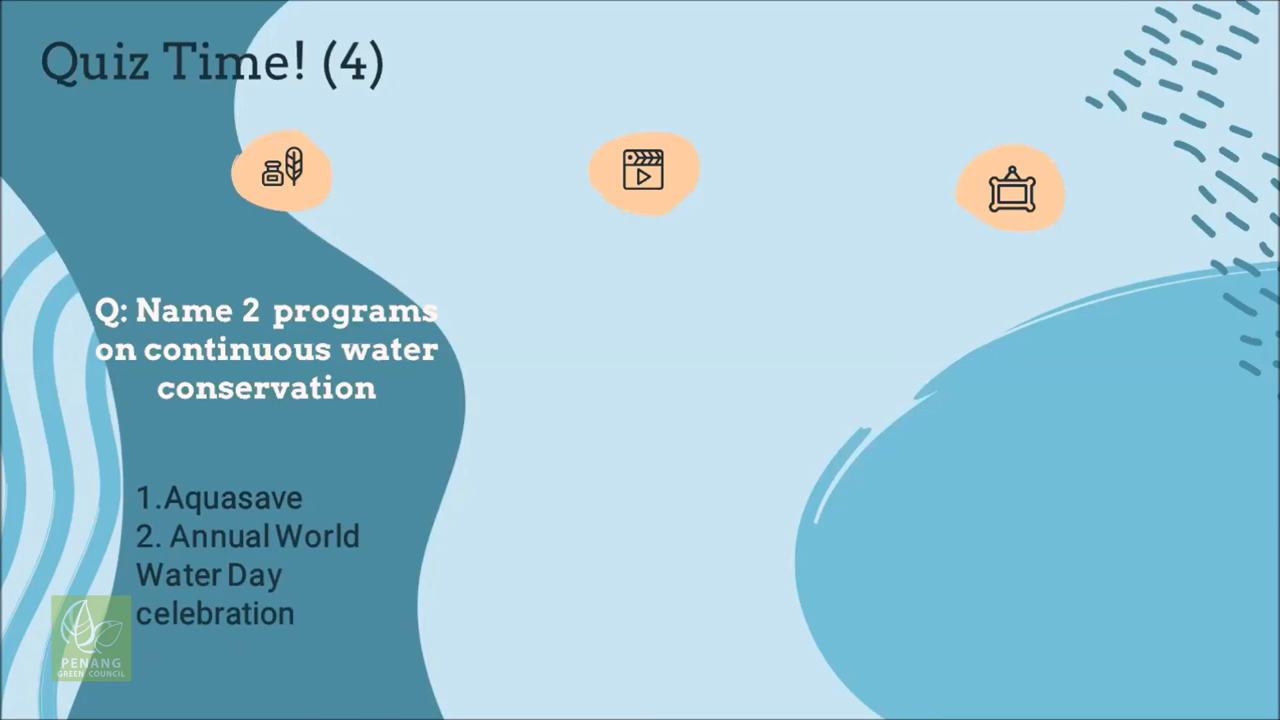 Quiz Time! (4)
Q: Name 2 programs
on continuous water
conservation
1.Aquasave
2. Annual World
Water Day
celebration
PENANG
GREEN COUNCIL